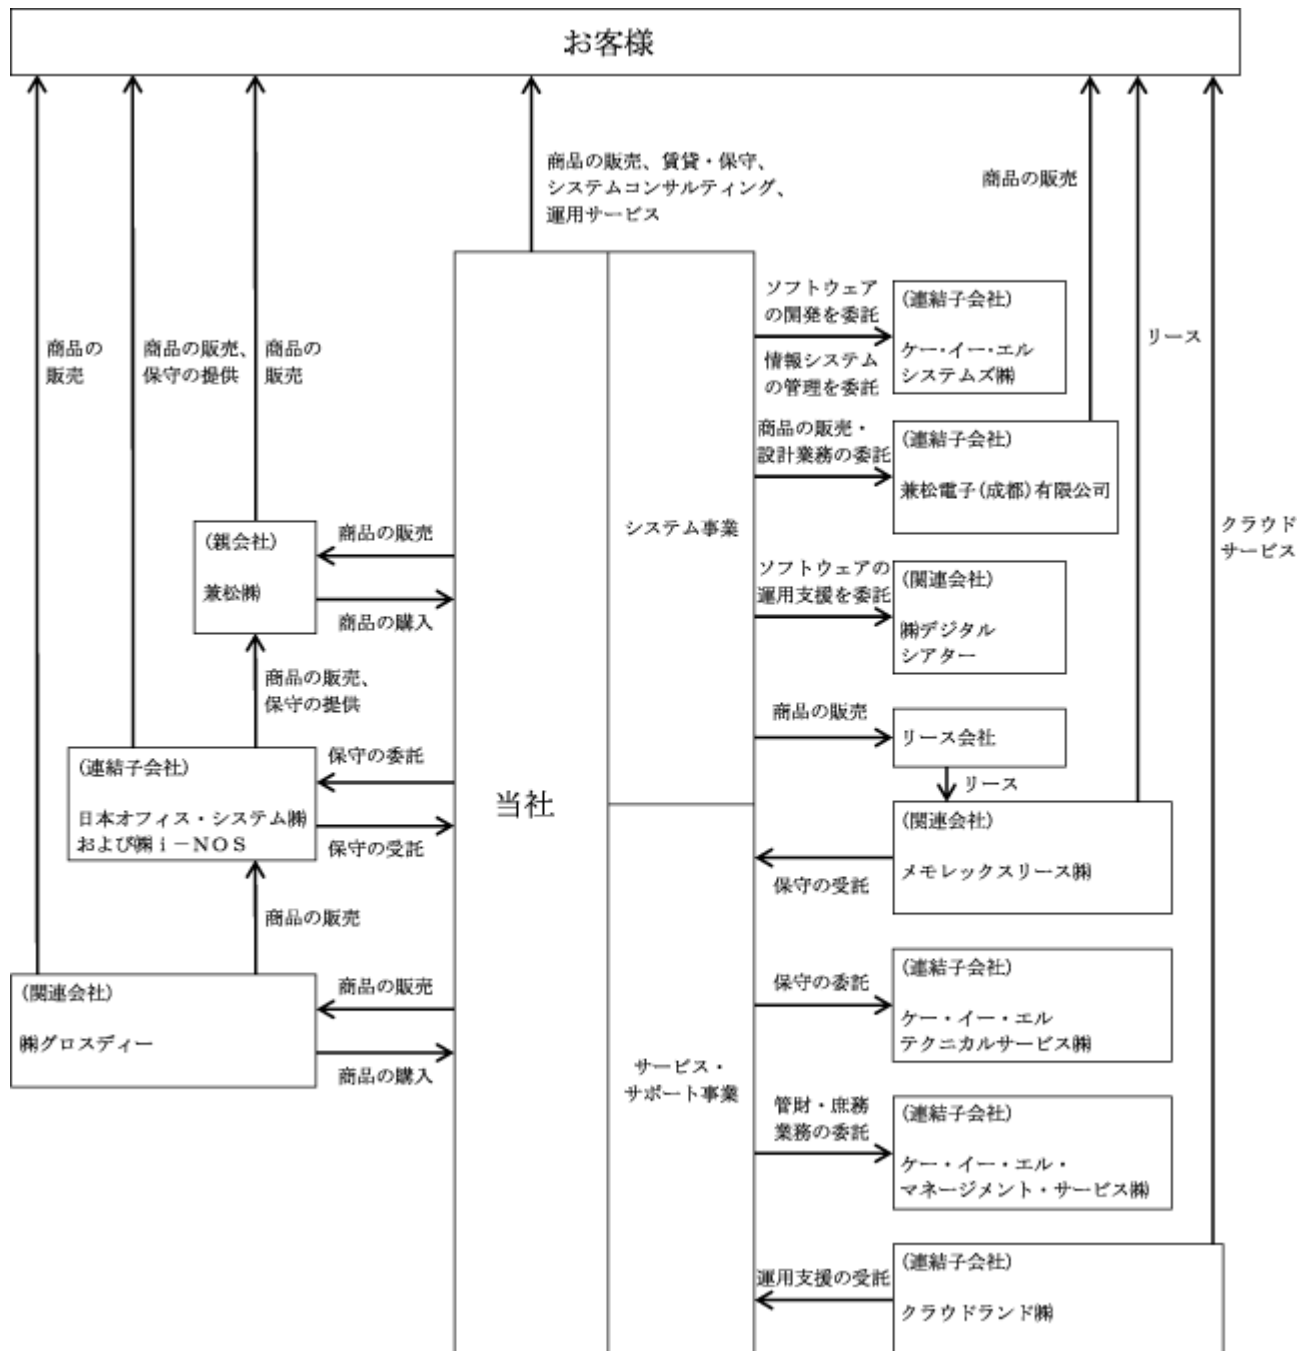 お客様
商品の販売、賃貸・保守、
システムコンサルティング、
運用サービス
商品の販売
商品の
販売
商品の販売、
保守の提供
商品の
販売
リース
クラウド
サービス
(親会社)
兼松㈱
商品の販売
商品の購入
商品の販売、
保守の提供
(連結子会社)
日本オフィス・システム㈱
および㈱i－NOS
保守の委託
保守の受託
商品の販売
(関連会社)
㈱グロスディー
商品の販売
商品の購入
当社
システム事業
サービス・
サポート事業
ソフトウェア
の開発を委託
情報システム
の管理を委託
(連結子会社)
ケー・イー・エル
システムズ㈱
商品の販売・
設計業務の委託
(連結子会社)
兼松電子(成都)有限公司
ソフトウェアの
運用支援を委託
(関連会社)
㈱デジタル
シアター
商品の販売
リース会社
リース
(関連会社)
メモレックスリース㈱
保守の受託
保守の委託
(連結子会社)
ケー・イー・エル
テクニカルサービス㈱
管財・庶務
業務の委託
(連結子会社)
ケー・イー・エル・
マネージメント・サービス㈱
運用支援の受託
(連結子会社)
クラウドランド㈱